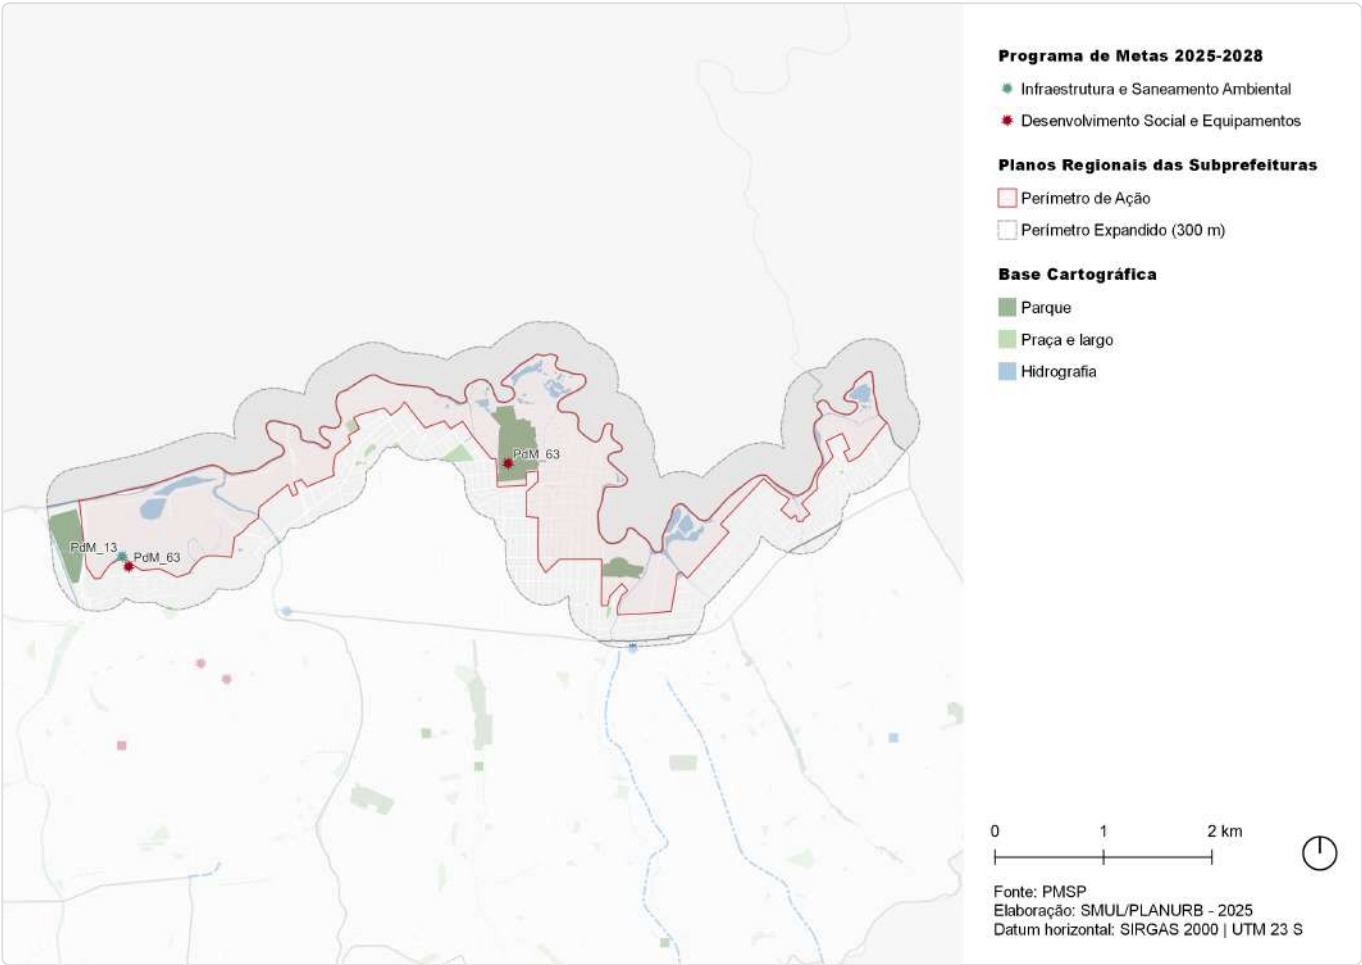 Programa de Metas 2025-2028
Infraestrutura e Saneamento Ambiental
Desenvolvimento Social e Equipamentos
Planos Regionais das Subprefeituras
Perímetro de Ação
Perímetro Expandido (300 m)
Base Cartográfica
Parque
Praça e largo
Hidrografia
PdM_63
PdM_13
PdM_63
0 1 2 km
Fonte: PMSP
Elaboração: SMUL/PLANURB - 2025
Datum horizontal: SIRGAS 2000 | UTM 23 S